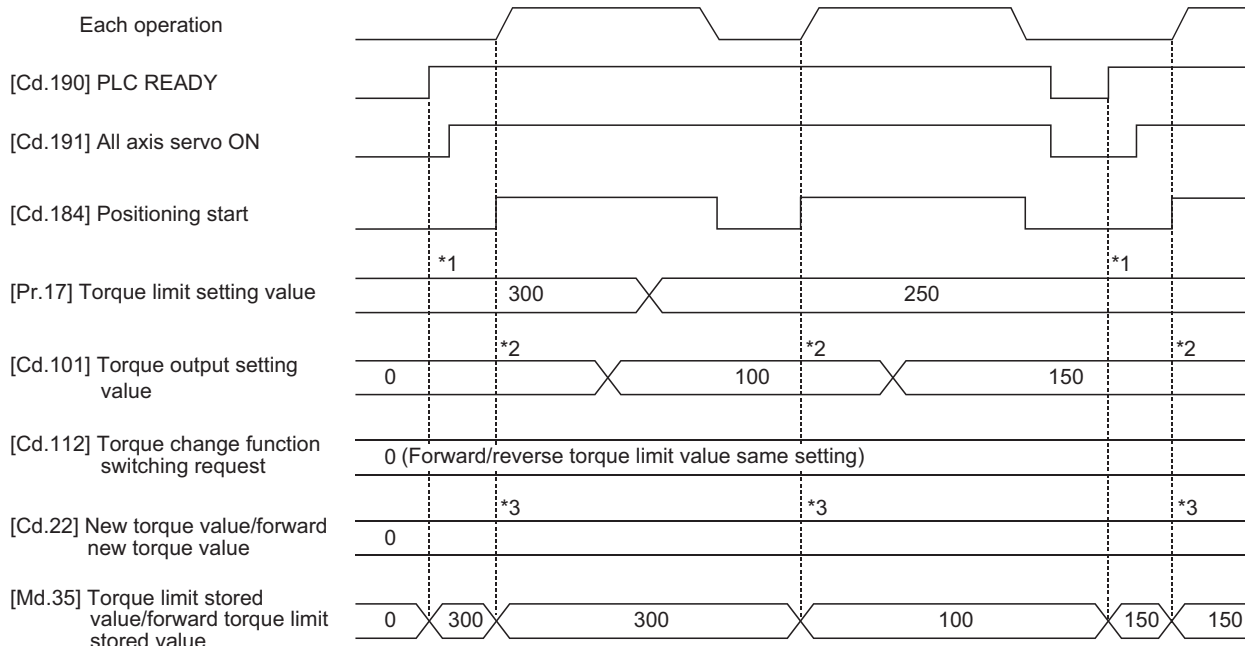 Each operation
[Cd.190] PLC READY
[Cd.191] All axis servo ON
[Cd.184] Positioning start
*1 *1
[Pr.17] Torque limit setting value 300 250
*2 *2 *2
[Cd.101] Torque output setting
value
0 100 150
[Cd.112] Torque change function
switching request
0 (Forward/reverse torque limit value same setting)
*3 *3 *3
[Cd.22] New torque value/forward
new torque value
0
[Md.35] Torque limit stored
value/forward torque limit
stored value
0 300 300 100 150 150